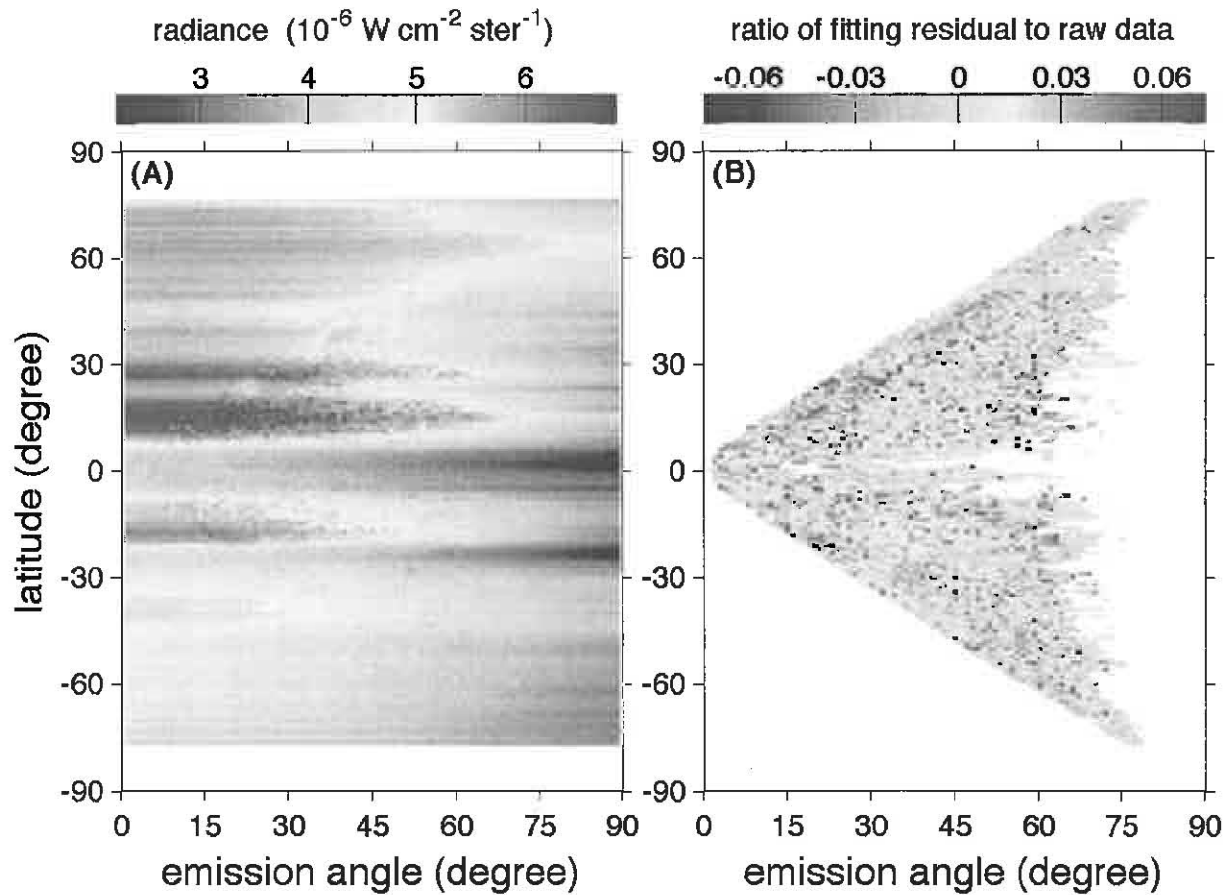 radiance (10⁻⁶ W cm⁻² ster⁻¹)
3 4 5 6
ratio of fitting residual to raw data
-0.06 -0.03 0 0.03 0.06
(A)
(B)
latitude (degree)
90
60
30
0
-30
-60
-90
0 15 30 45 60 75 90
emission angle (degree)
90
60
30
0
-30
-60
-90
0 15 30 45 60 75 90
emission angle (degree)